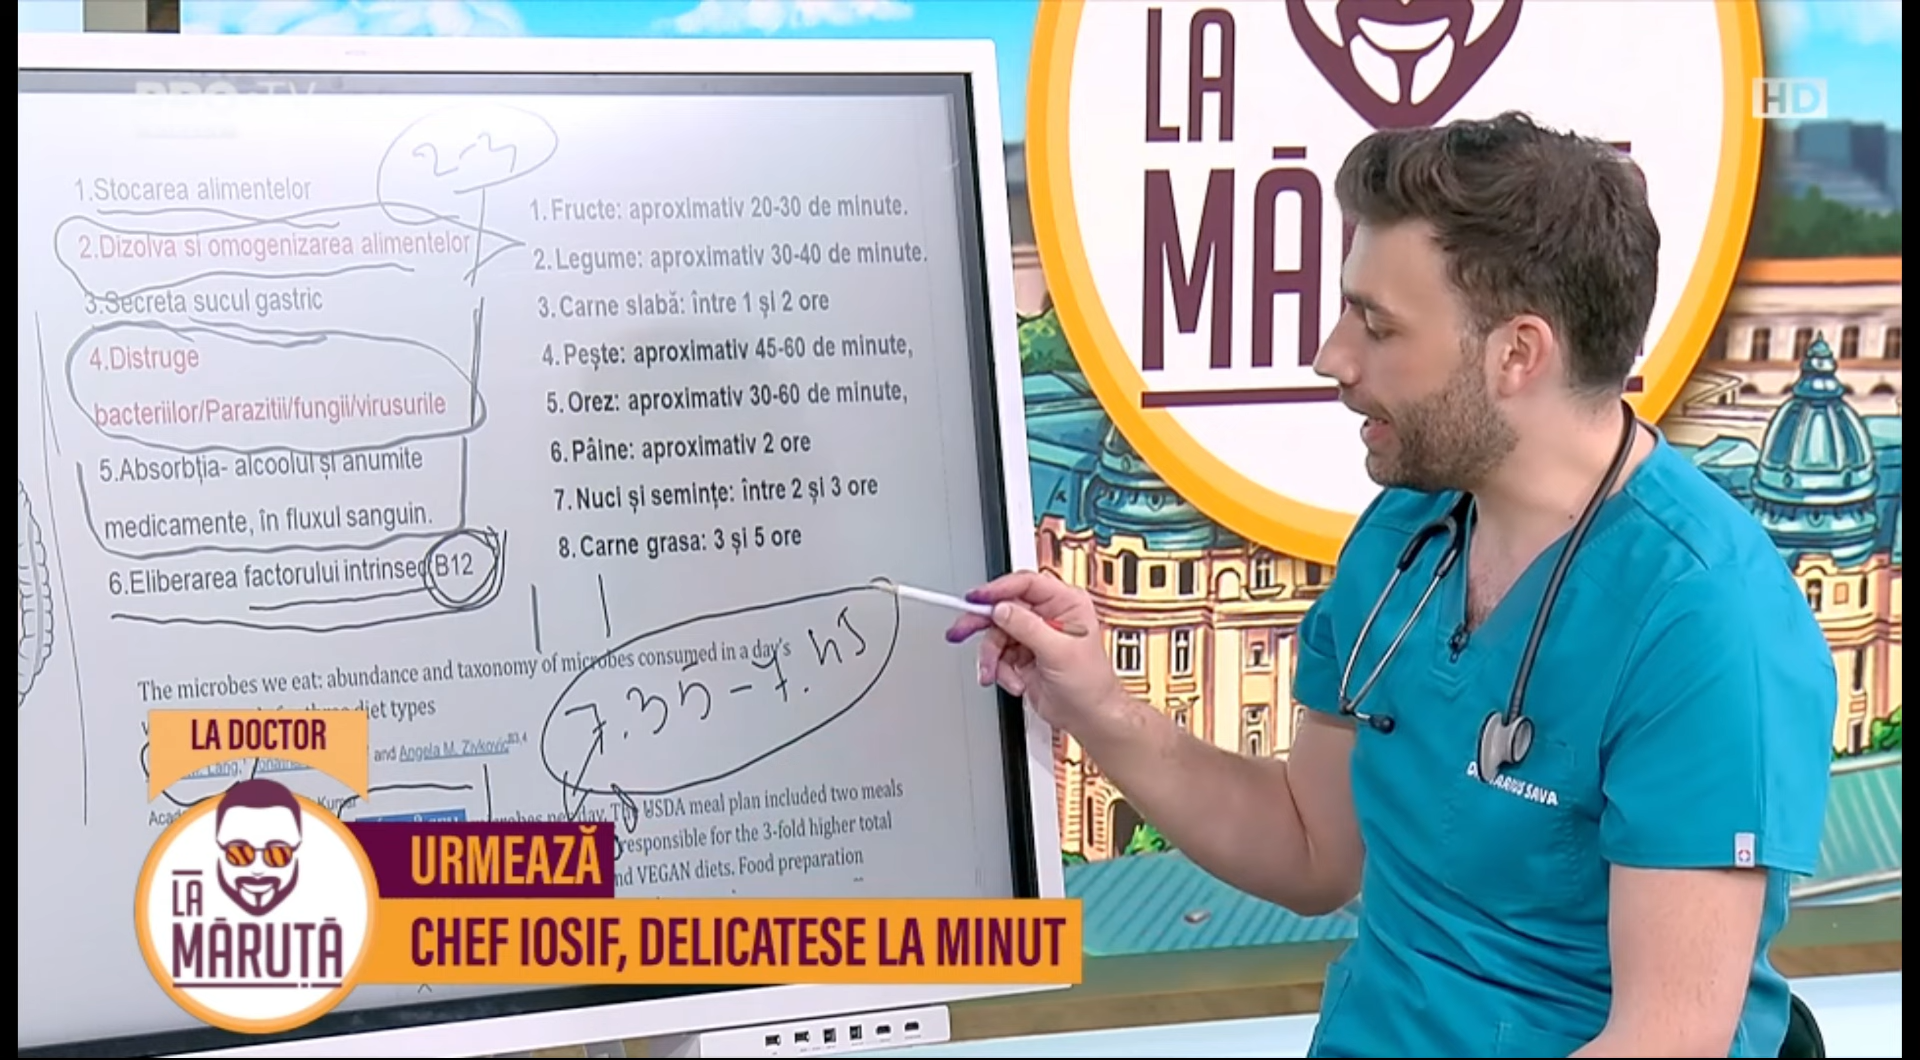 PRO•TV
HD
LA
MĂ
2-3
1.Stocarea alimentelor
2.Dizolva si omogenizarea alimentelor
3.Secreta sucul gastric
4.Distruge
bacteriilor/Parazitii/fungii/virusurile
5.Absorbția- alcoolul și anumite
medicamente, în fluxul sanguin.
6.Eliberarea factorului intrinsec B12
1. Fructe: aproximativ 20-30 de minute.
2. Legume: aproximativ 30-40 de minute.
3. Carne slabă: între 1 și 2 ore
4. Pește: aproximativ 45-60 de minute,
5. Orez: aproximativ 30-60 de minute,
6. Pâine: aproximativ 2 ore
7. Nuci și semințe: între 2 și 3 ore
8. Carne grasa: 3 și 5 ore
7.35-7.45
The microbes we eat: abundance and taxonomy of microbes consumed in a day's
diet types
Lang, and Angela M. Zivkovic
Kumar
day. The USDA meal plan included two meals
responsible for the 3-fold higher total
nd VEGAN diets. Food preparation
DR. MARIUS SAVA
LA DOCTOR
LA
MĂRUȚĂ
URMEAZĂ
CHEF IOSIF, DELICATESE LA MINUT